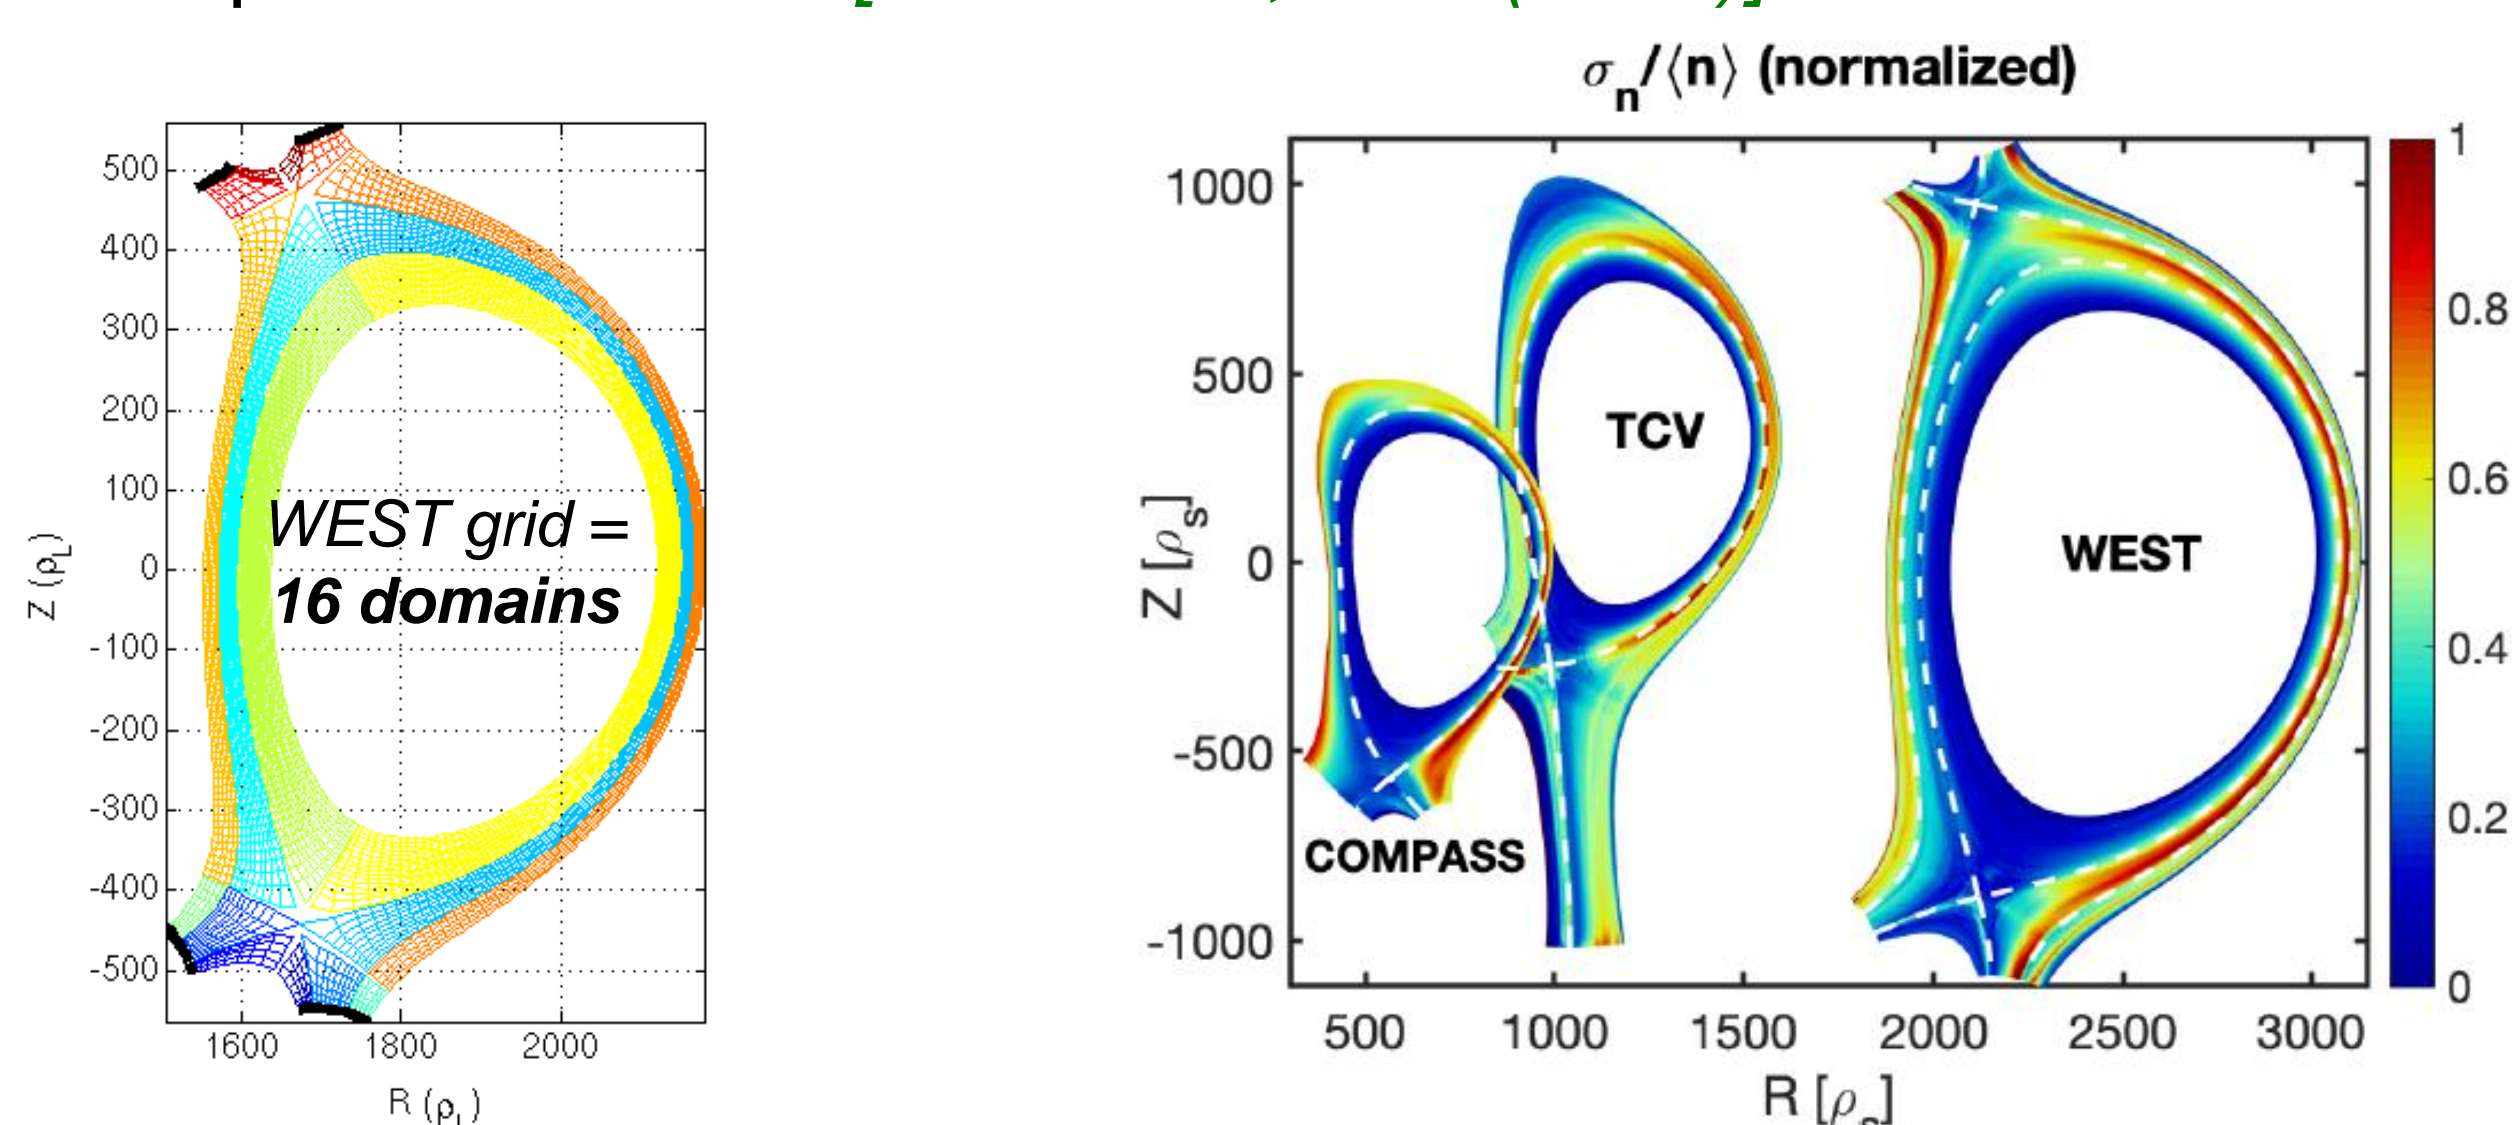 σn/⟨n⟩ (normalized)
500
400
300
200
100
0
-100
-200
-300
-400
-500
Z (ρL)
WEST grid =
16 domains
1600 1800 2000
R (ρL)
1000
500
0
-500
-1000
Z [ρs]
TCV
WEST
COMPASS
500 1000 1500 2000 2500 3000
R [ρs]
1
0.8
0.6
0.4
0.2
0